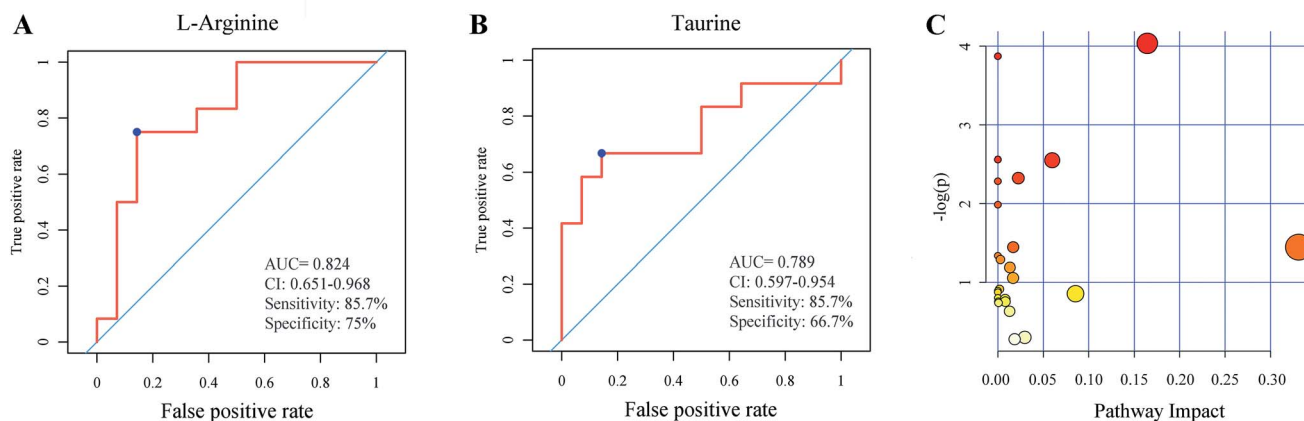 A
L-Arginine
True positive rate
1
0.8
0.6
0.4
0.2
0
AUC= 0.824
CI: 0.651-0.968
Sensitivity: 85.7%
Specificity: 75%
0 0.2 0.4 0.6 0.8 1
False positive rate
B
Taurine
True positive rate
1
0.8
0.6
0.4
0.2
0
AUC= 0.789
CI: 0.597-0.954
Sensitivity: 85.7%
Specificity: 66.7%
0 0.2 0.4 0.6 0.8 1
False positive rate
C
-log(p)
4
3
2
1
0.00 0.05 0.10 0.15 0.20 0.25 0.30
Pathway Impact